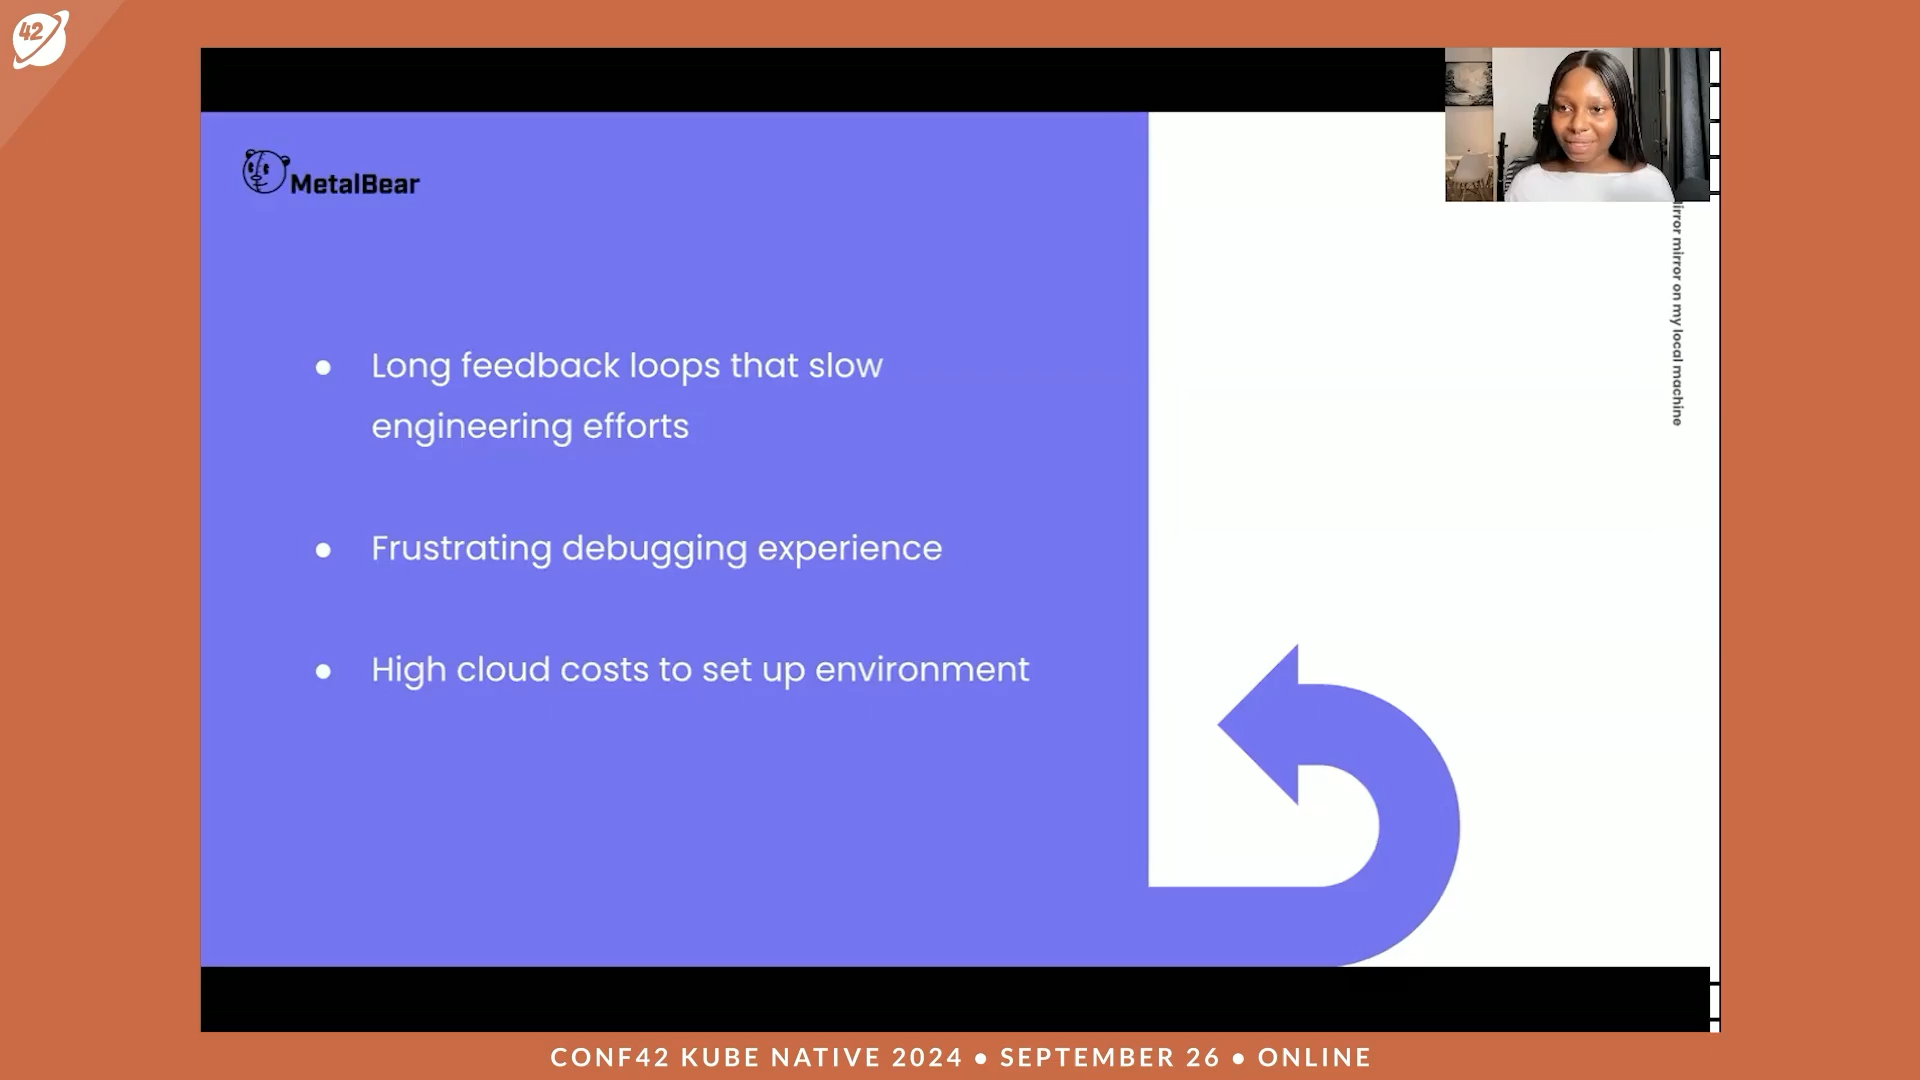 42
MetalBear
Long feedback loops that slow
engineering efforts
Frustrating debugging experience
High cloud costs to set up environment
mirror on my local machine
CONF42 KUBE NATIVE 2024 ● SEPTEMBER 26 ● ONLINE